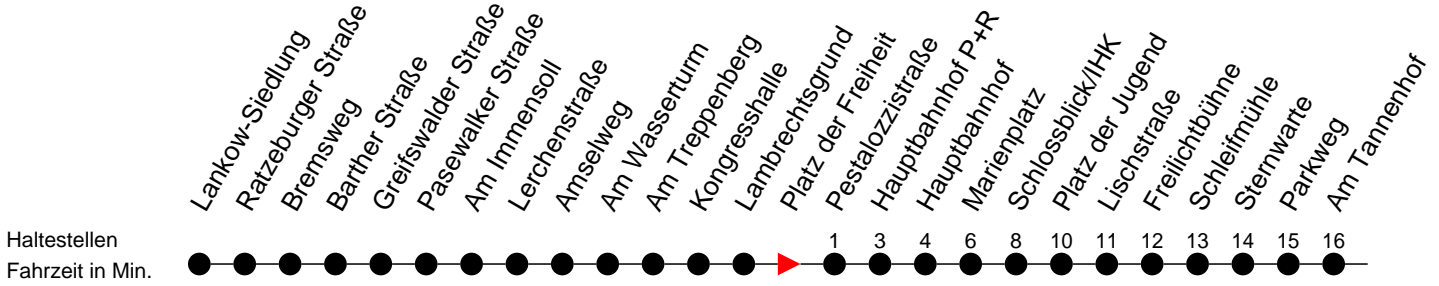 Lankow-Siedlung
Ratzeburger Straße
Bremsweg
Barther Straße
Greifswalder Straße
Pasewalker Straße
Am Immensoll
Lerchenstraße
Amselweg
Am Wasserturm
Am Treppenberg
Kongresshalle
Lambrechtsgrund
Platz der Freiheit
Pestalozzistraße
Hauptbahnhof P+R
Hauptbahnhof
Marienplatz
Schlossblick/IHK
Platz der Jugend
Lischstraße
Freilichtbühne
Schleifmühle
Sternwarte
Parkweg
Am Tannenhof
Haltestellen 1 3 4 6 8 10 11 12 13 14 15 16
Fahrzeit in Min.